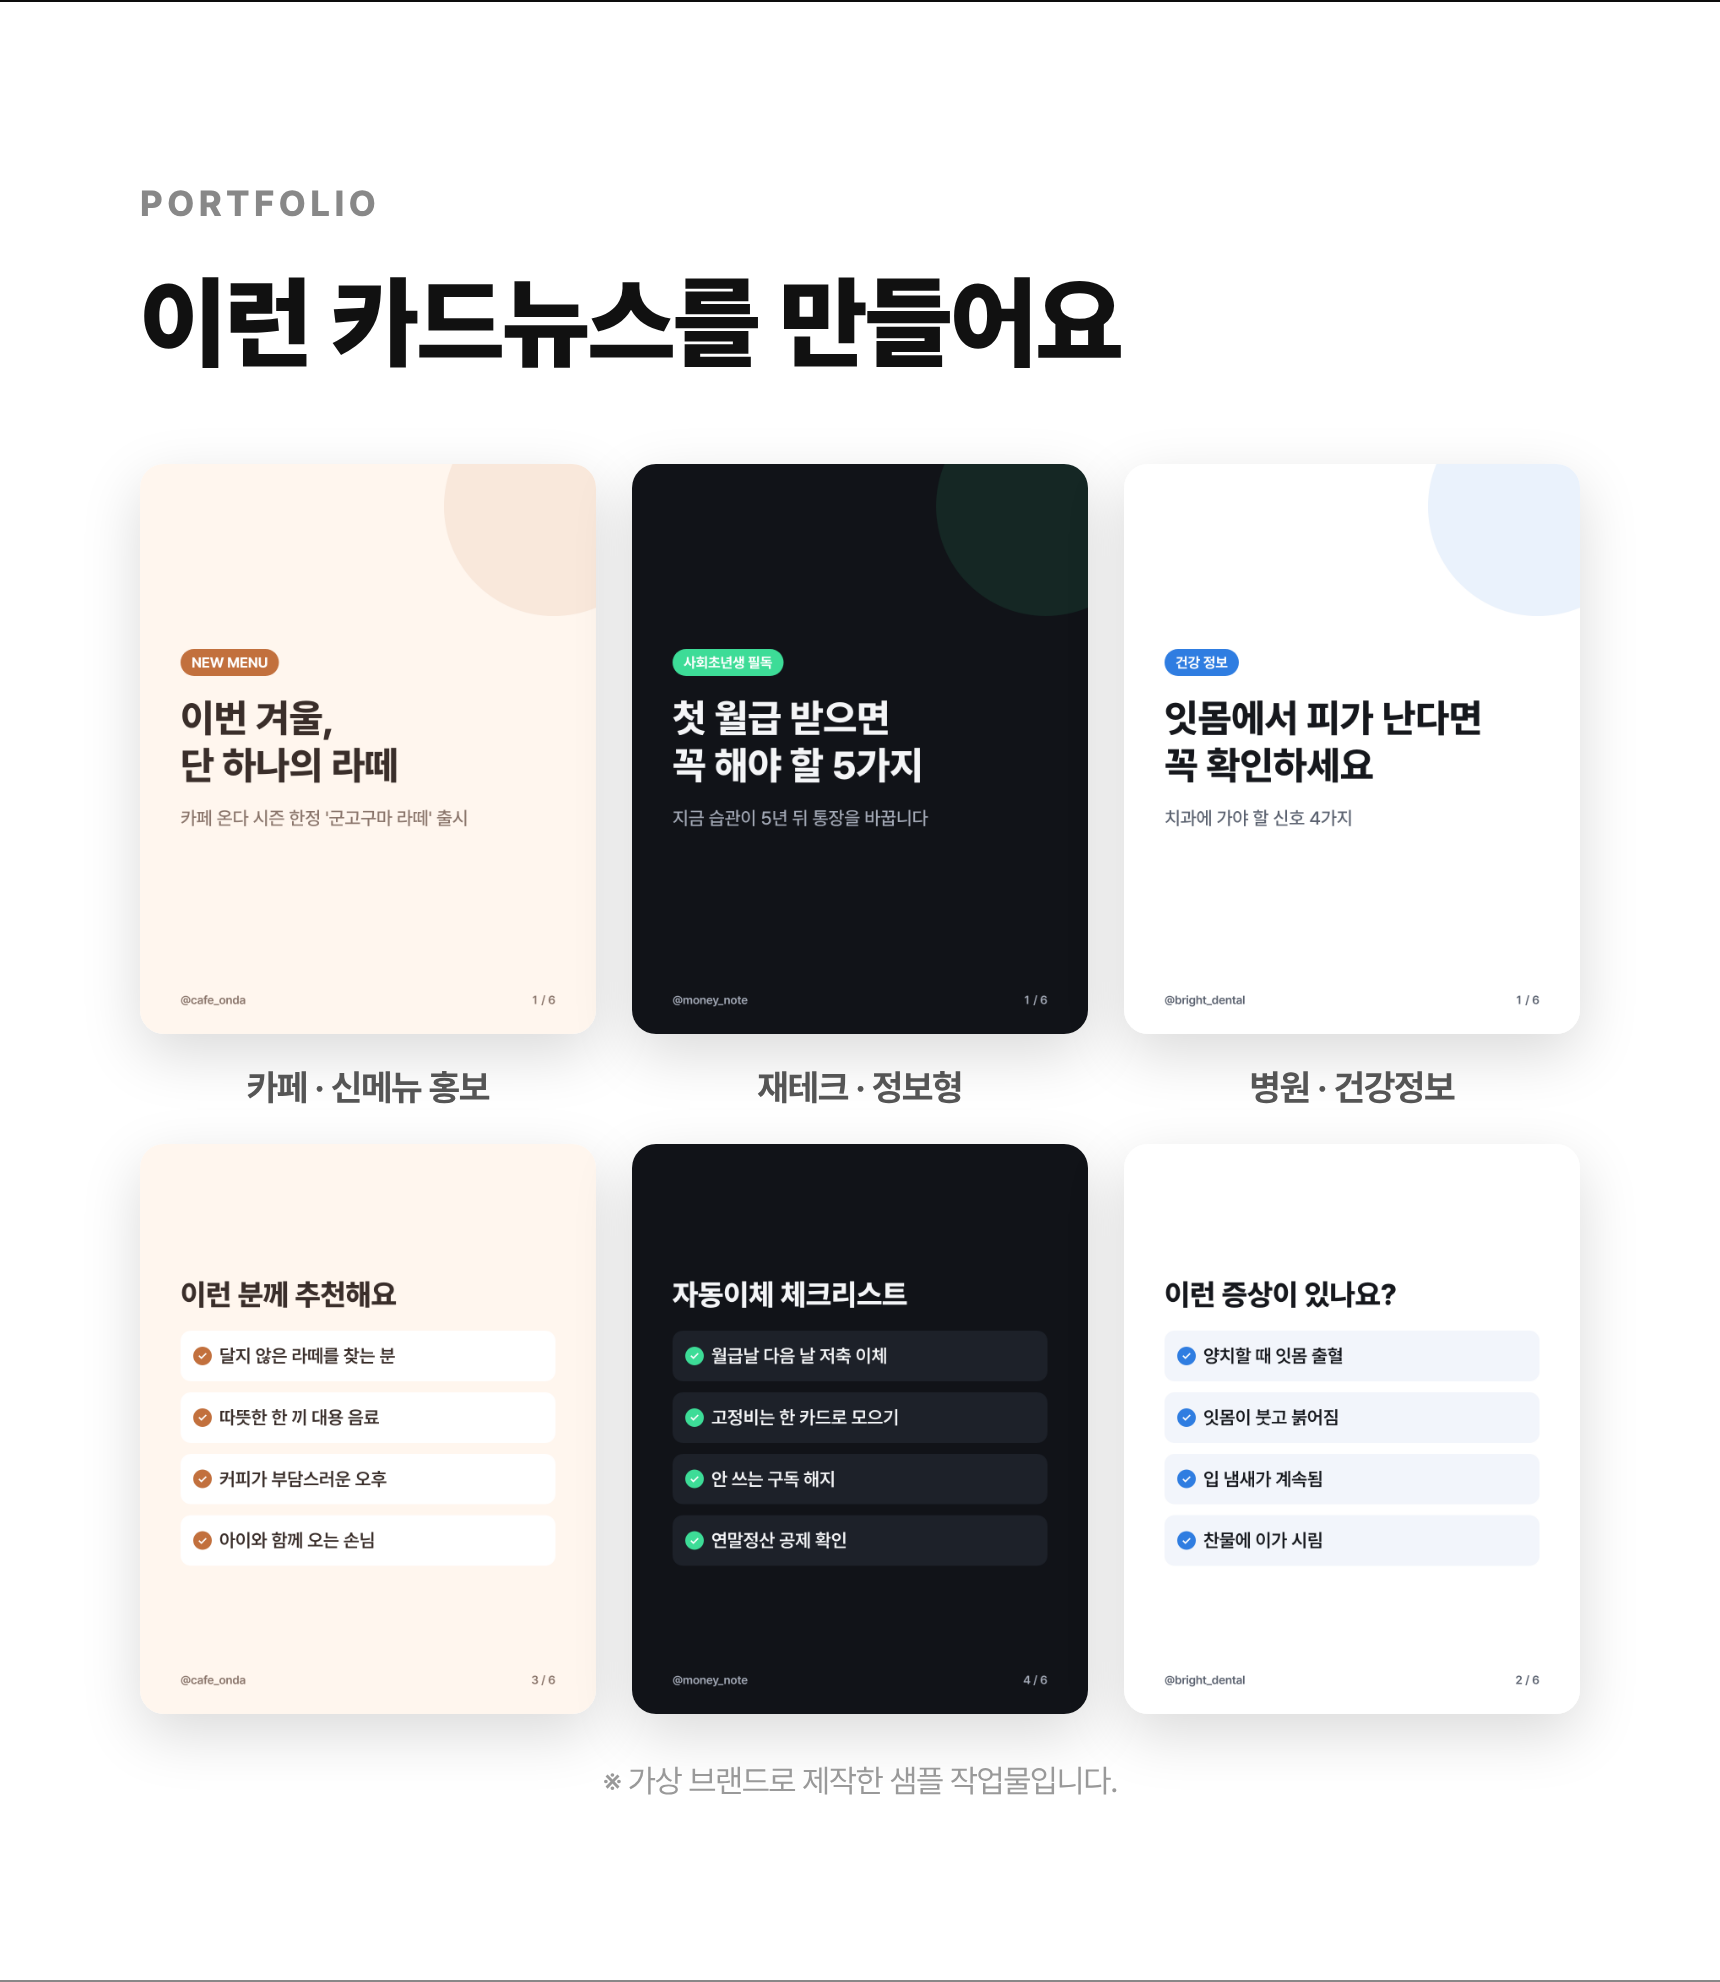 PORTFOLIO
이런 카드뉴스를 만들어요
NEW MENU
이번 겨울,
단 하나의 라떼
카페 온다 시즌 한정 '군고구마 라떼' 출시
@cafe_onda
1 / 6
사회초년생 필독
첫 월급 받으면
꼭 해야 할 5가지
지금 습관이 5년 뒤 통장을 바꿉니다
@money_note
1 / 6
건강 정보
잇몸에서 피가 난다면
꼭 확인하세요
치과에 가야 할 신호 4가지
@bright_dental
1 / 6
카페 · 신메뉴 홍보
재테크 · 정보형
병원 · 건강정보
이런 분께 추천해요
달지 않은 라떼를 찾는 분
따뜻한 한 끼 대용 음료
커피가 부담스러운 오후
아이와 함께 오는 손님
@cafe_onda
3 / 6
자동이체 체크리스트
월급날 다음 날 저축 이체
고정비는 한 카드로 모으기
안 쓰는 구독 해지
연말정산 공제 확인
@money_note
4 / 6
이런 증상이 있나요?
양치할 때 잇몸 출혈
잇몸이 붓고 붉어짐
입 냄새가 계속됨
찬물에 이가 시림
@bright_dental
2 / 6
※ 가상 브랜드로 제작한 샘플 작업물입니다.